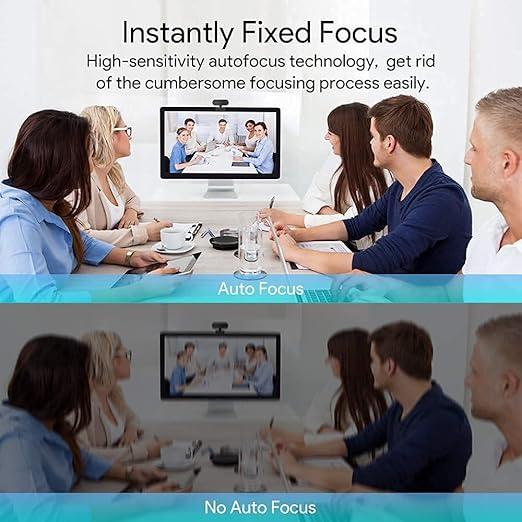 Instantly Fixed Focus
High-sensitivity autofocus technology, get rid
of the cumbersome focusing process easily.
Auto Focus
No Auto Focus